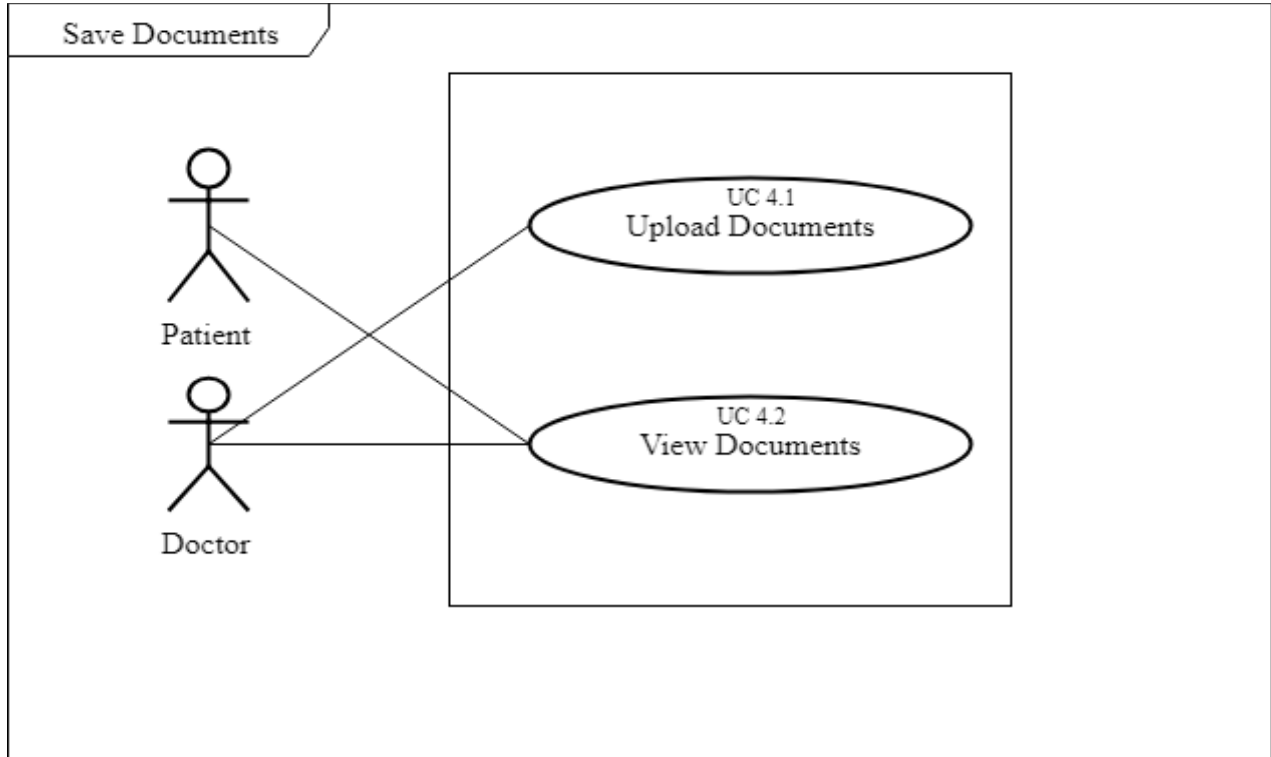 Save Documents
UC 4.1
Upload Documents
Patient
UC 4.2
View Documents
Doctor